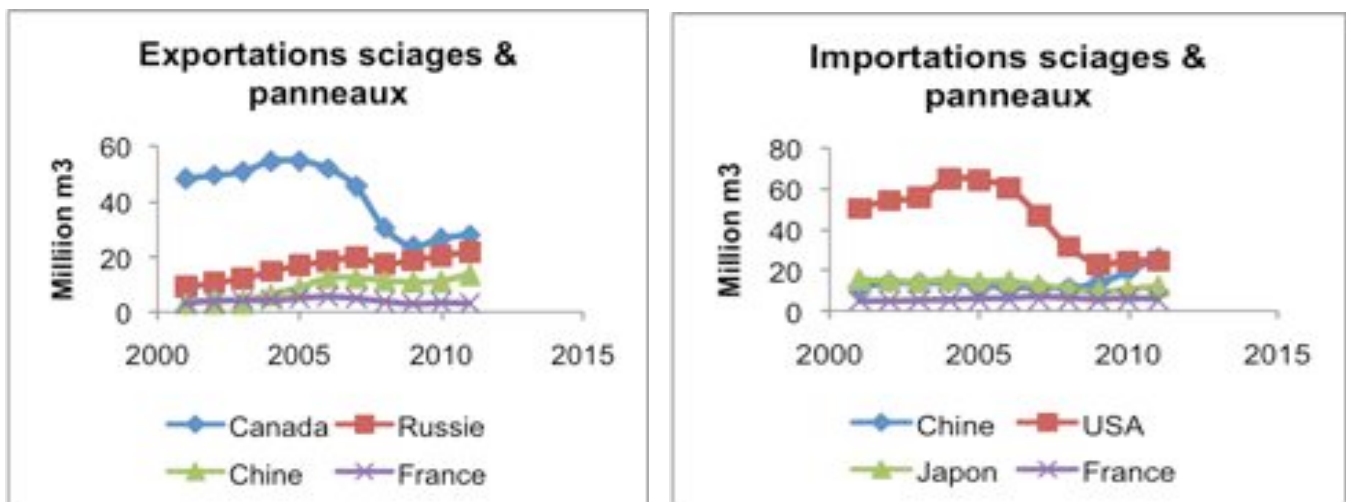 Exportations sciages &
panneaux
Milliion m3
60
40
20
0
2000 2005 2010 2015
Canada Russie
Chine France
Importations sciages &
panneaux
Million m3
80
60
40
20
0
2000 2005 2010 2015
Chine USA
Japon France